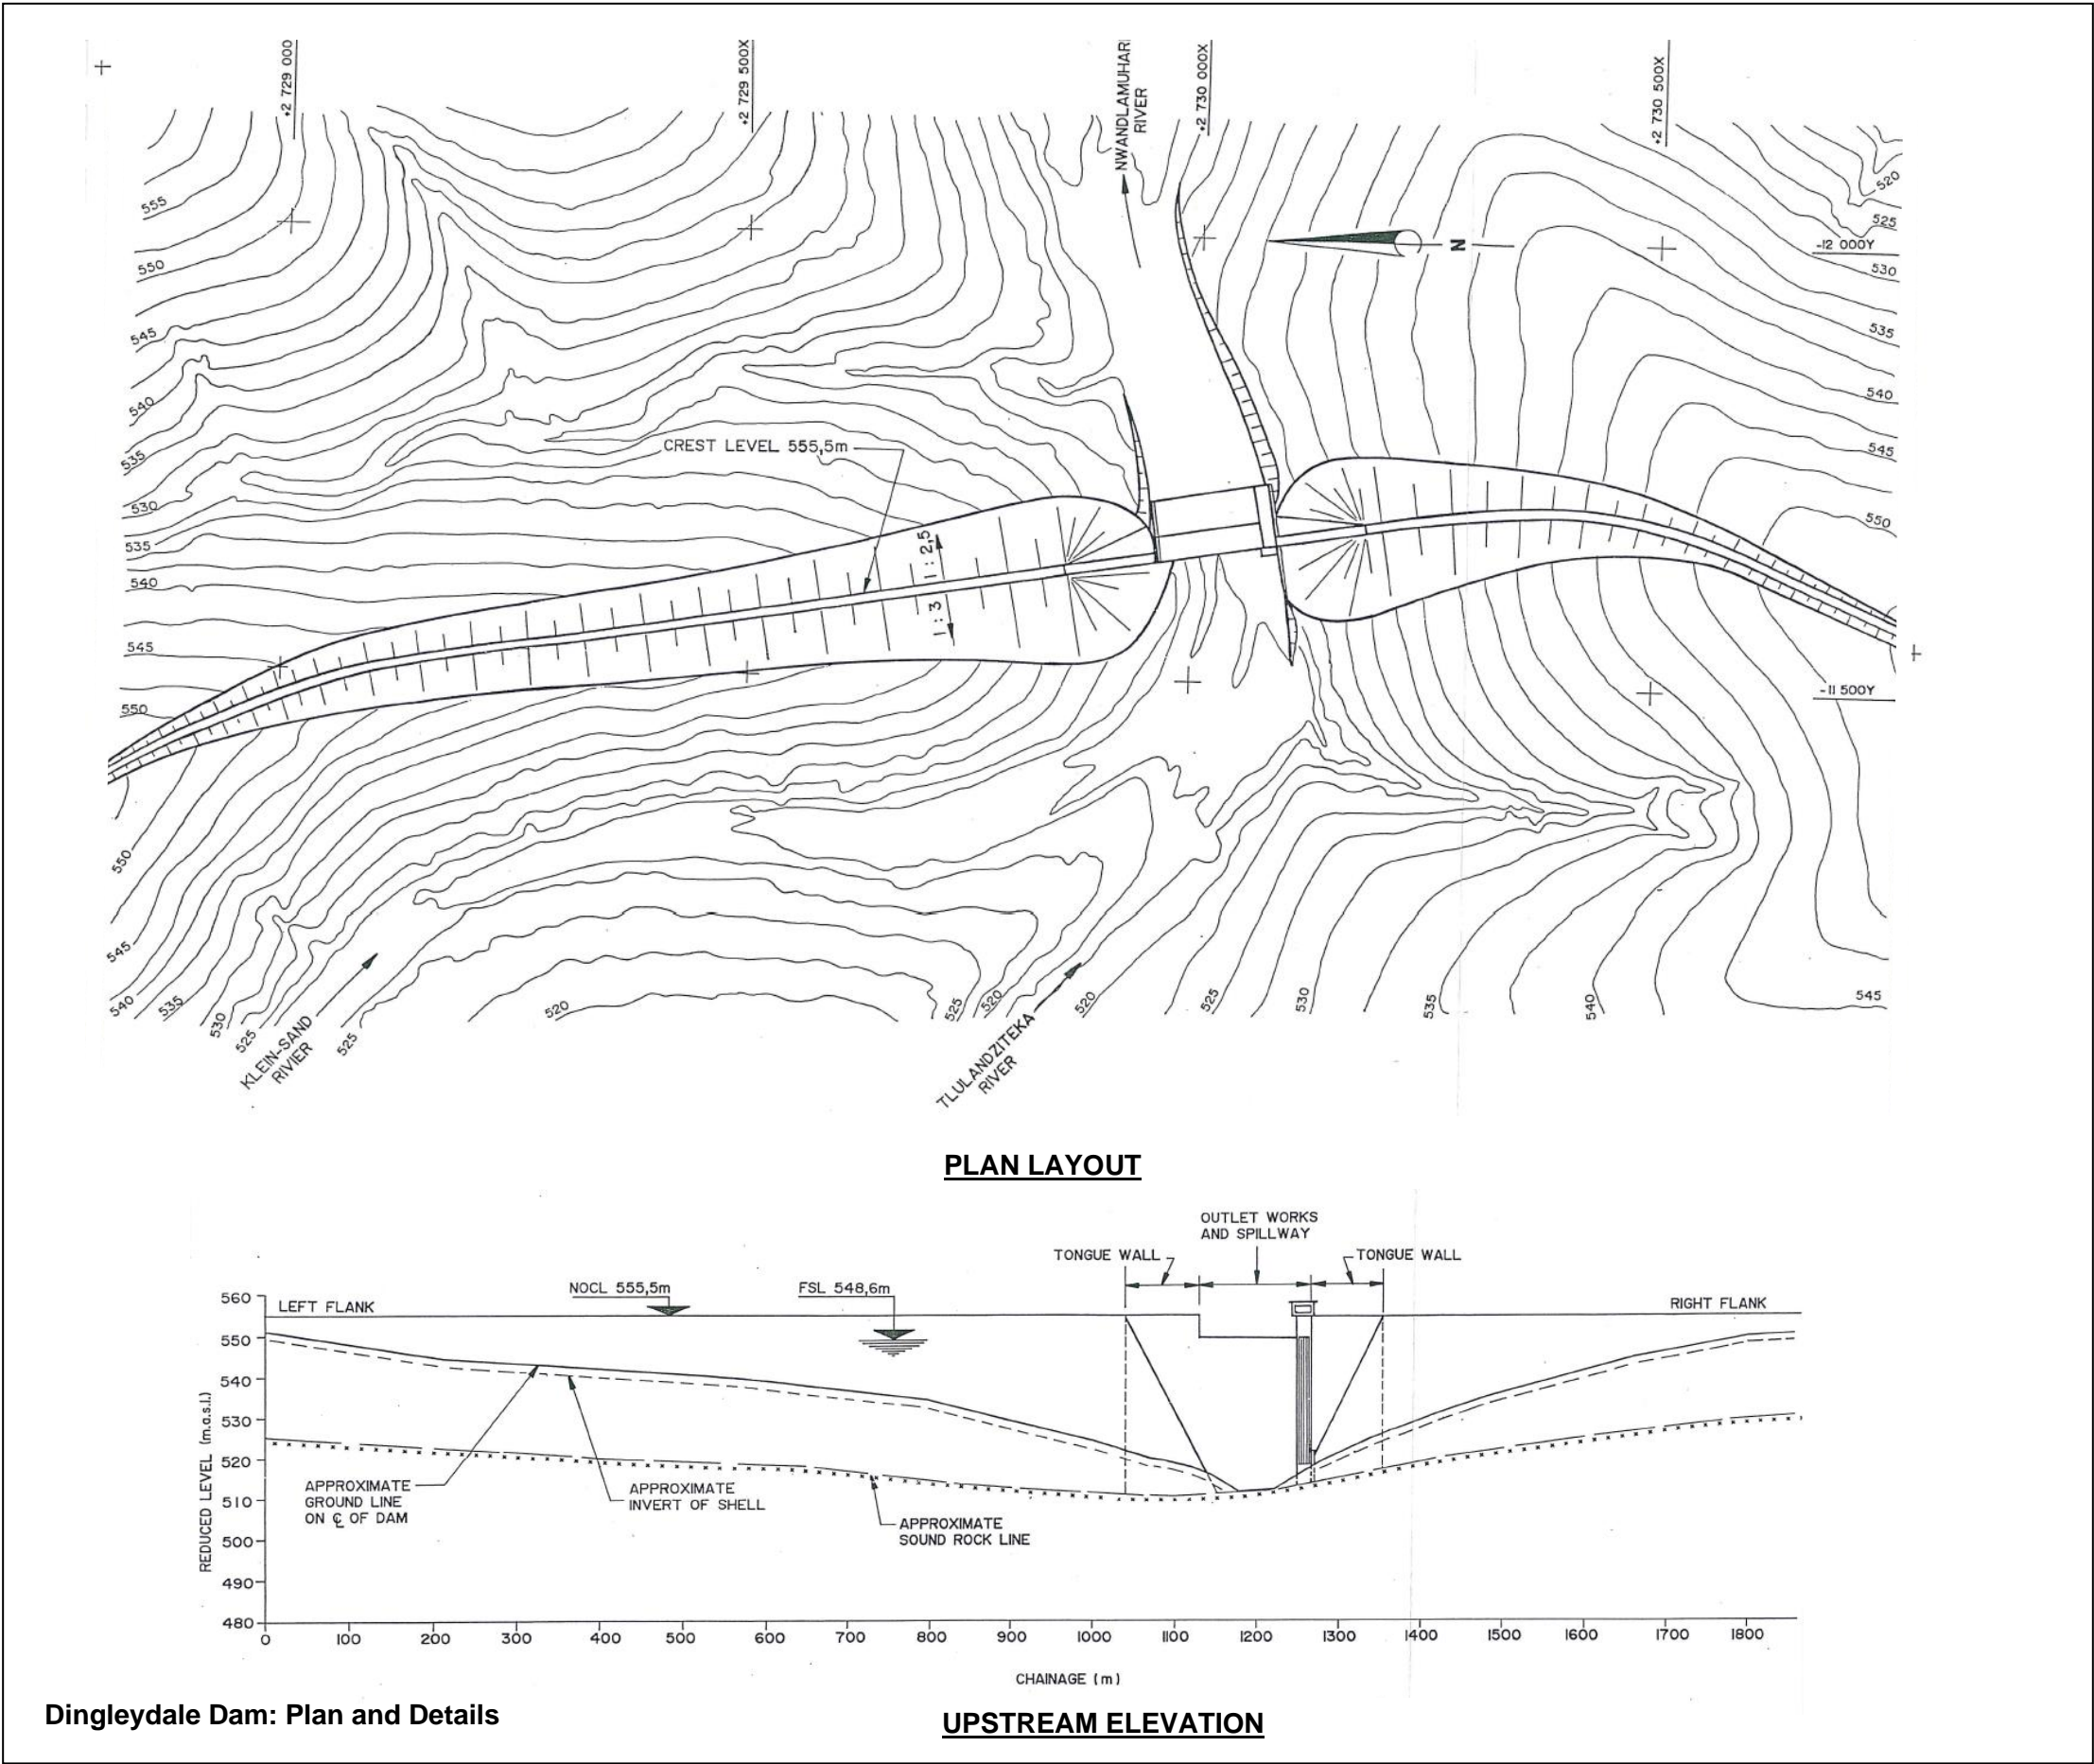 +2 729 000
+2 729 500X
NWANDLAMUHARI
RIVER
+2 730 000X
+2 730 500X
555
550
545
540
535
530
535
540
545
550
550
545
540
535
530
525
525
520
525
520
520
525
530
535
540
545
520
525
-12 000Y
530
535
540
545
550
-11 500Y
N
CREST LEVEL 555,5m
1 : 2,5
1 : 3
KLEIN-SAND
RIVIER
TLULANDZITEKA
RIVER
PLAN LAYOUT
OUTLET WORKS
AND SPILLWAY
TONGUE WALL
TONGUE WALL
NOCL 555,5m
FSL 548,6m
LEFT FLANK
RIGHT FLANK
560
550
540
530
520
510
500
490
480
REDUCED LEVEL (m.a.s.l.)
APPROXIMATE
GROUND LINE
ON ℄ OF DAM
APPROXIMATE
INVERT OF SHELL
APPROXIMATE
SOUND ROCK LINE
0 100 200 300 400 500 600 700 800 900 1000 1100 1200 1300 1400 1500 1600 1700 1800
CHAINAGE (m)
Dingleydale Dam: Plan and Details
UPSTREAM ELEVATION